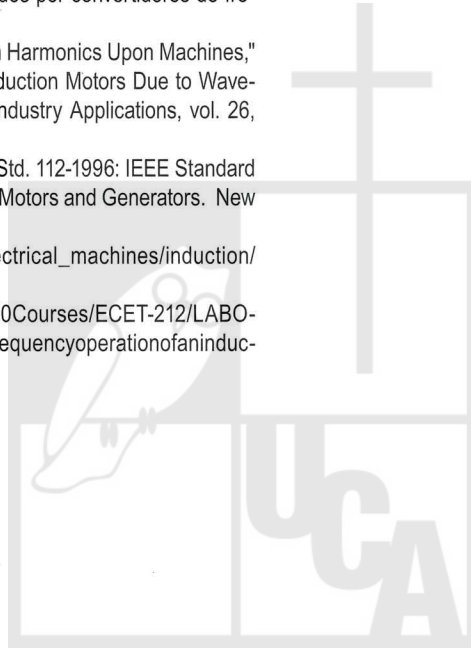 por convertidores de fre-
Harmonics Upon Machines,"
duction Motors Due to Wave-
ndustry Applications, vol. 26,
Std. 112-1996: IEEE Standard
Motors and Generators. New
ctrical_machines/induction/
0Courses/ECET-212/LABO-
equencyoperationofaninduc-
UCA